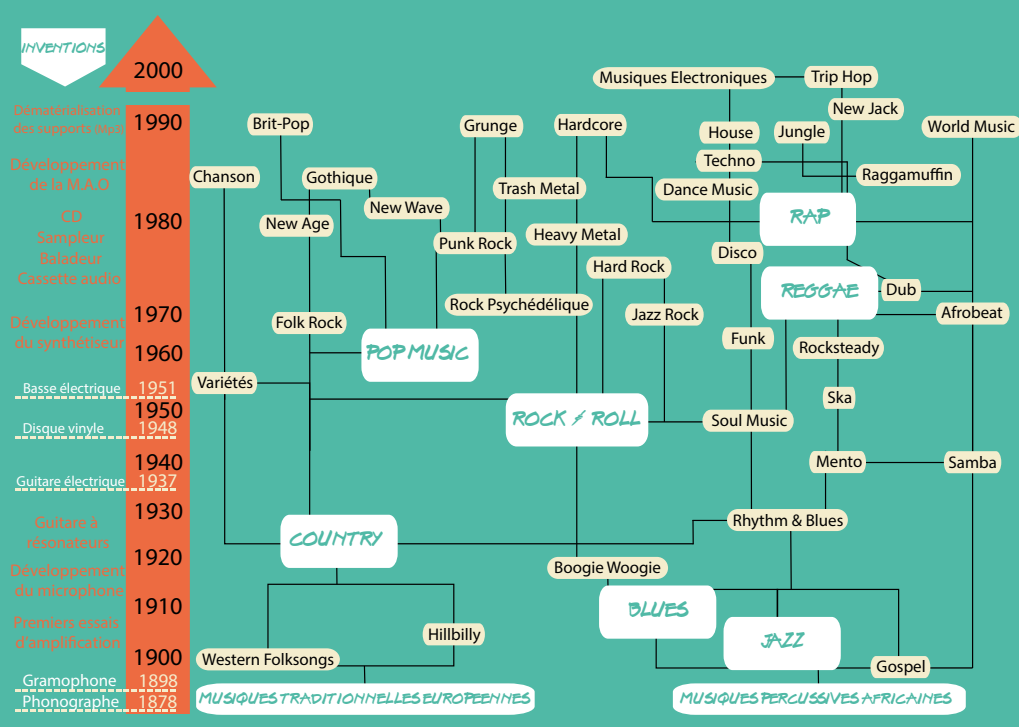 INVENTIONS
2000
Dématérialisation
des supports (Mp3)
1990
Développement
de la M.A.O
1980
CD
Sampleur
Baladeur
Cassette audio
1970
Développement
du synthétiseur
1960
Basse électrique 1951
1950
Disque vinyle 1948
1940
Guitare électrique 1937
1930
Guitare à
résonateurs
1920
Développement
du microphone
1910
Premiers essais
d'amplification
1900
Gramophone 1898
Phonographe 1878
Musiques Electroniques
Trip Hop
New Jack
Brit-Pop
Grunge
Hardcore
House
Jungle
World Music
Techno
Chanson
Gothique
Trash Metal
Dance Music
Raggamuffin
New Wave
RAP
New Age
Punk Rock
Heavy Metal
Disco
Hard Rock
REGGAE
Dub
Rock Psychédélique
Jazz Rock
Afrobeat
Folk Rock
POP MUSIC
Funk
Rocksteady
Variétés
Ska
ROCK & ROLL
Soul Music
Mento
Samba
COUNTRY
Rhythm & Blues
Boogie Woogie
BLUES
Hillbilly
JAZZ
Western Folksongs
Gospel
MUSIQUES TRADITIONNELLES EUROPEENNES
MUSIQUES PERCUSSIVES AFRICAINES